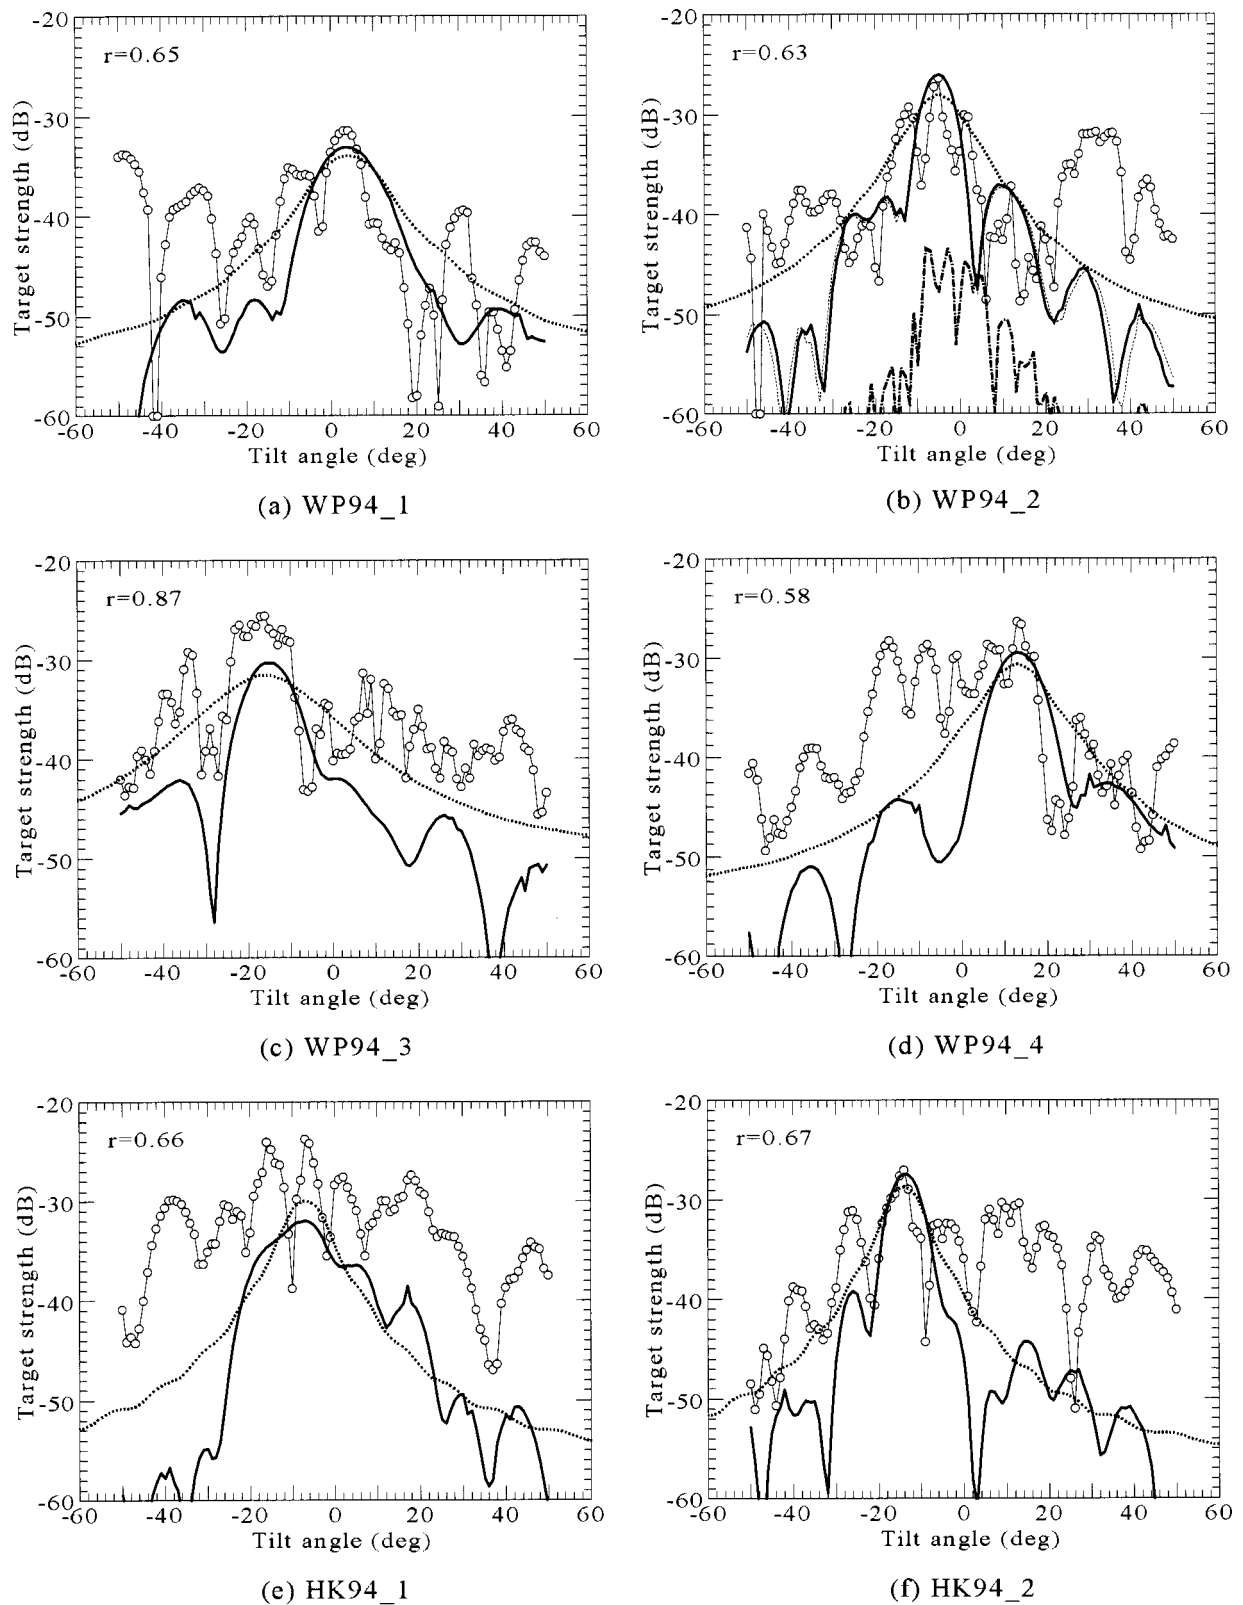 -20
-30
-40
-50
-60
Target strength (dB)
r=0.65
-60 -40 -20 0 20 40 60
Tilt angle (deg)
(a) WP94_1
-20
-30
-40
-50
-60
Target strength (dB)
r=0.63
-60 -40 -20 0 20 40 60
Tilt angle (deg)
(b) WP94_2
-20
-30
-40
-50
-60
Target strength (dB)
r=0.87
-60 -40 -20 0 20 40 60
Tilt angle (deg)
(c) WP94_3
-20
-30
-40
-50
-60
Target strength (dB)
r=0.58
-60 -40 -20 0 20 40 60
Tilt angle (deg)
(d) WP94_4
-20
-30
-40
-50
-60
Target strength (dB)
r=0.66
-60 -40 -20 0 20 40 60
Tilt angle (deg)
(e) HK94_1
-20
-30
-40
-50
-60
Target strength (dB)
r=0.67
-60 -40 -20 0 20 40 60
Tilt angle (deg)
(f) HK94_2